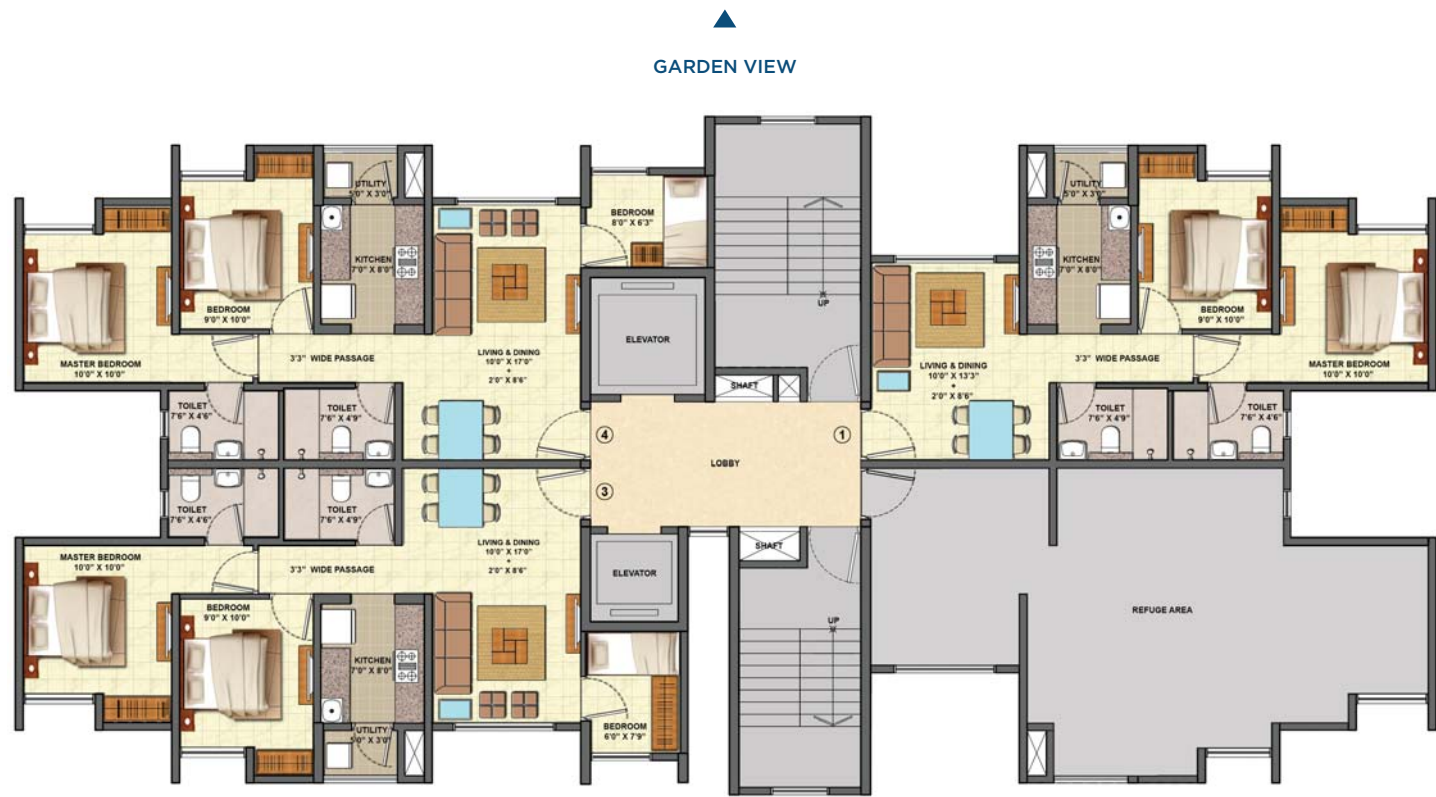 GARDEN VIEW
UTILITY
5'0" X 3'0"
BEDROOM
8'0" X 6'3"
UTILITY
5'0" X 3'0"
KITCHEN
7'0" X 8'0"
KITCHEN
7'0" X 8'0"
BEDROOM
9'0" X 10'0"
UP
BEDROOM
9'0" X 10'0"
ELEVATOR
MASTER BEDROOM
10'0" X 10'0"
3'3" WIDE PASSAGE
LIVING & DINING
10'0" X 17'0"
+
2'0" X 8'6"
LIVING & DINING
10'0" X 13'3"
+
2'0" X 8'6"
3'3" WIDE PASSAGE
MASTER BEDROOM
10'0" X 10'0"
SHAFT
TOILET
7'6" X 4'6"
TOILET
7'6" X 4'9"
TOILET
7'6" X 4'9"
TOILET
7'6" X 4'6"
4
1
LOBBY
3
TOILET
7'6" X 4'6"
TOILET
7'6" X 4'9"
SHAFT
MASTER BEDROOM
10'0" X 10'0"
3'3" WIDE PASSAGE
LIVING & DINING
10'0" X 17'0"
+
2'0" X 8'6"
ELEVATOR
BEDROOM
9'0" X 10'0"
REFUGE AREA
UP
KITCHEN
7'0" X 8'0"
UTILITY
5'0" X 3'0"
BEDROOM
6'0" X 7'9"